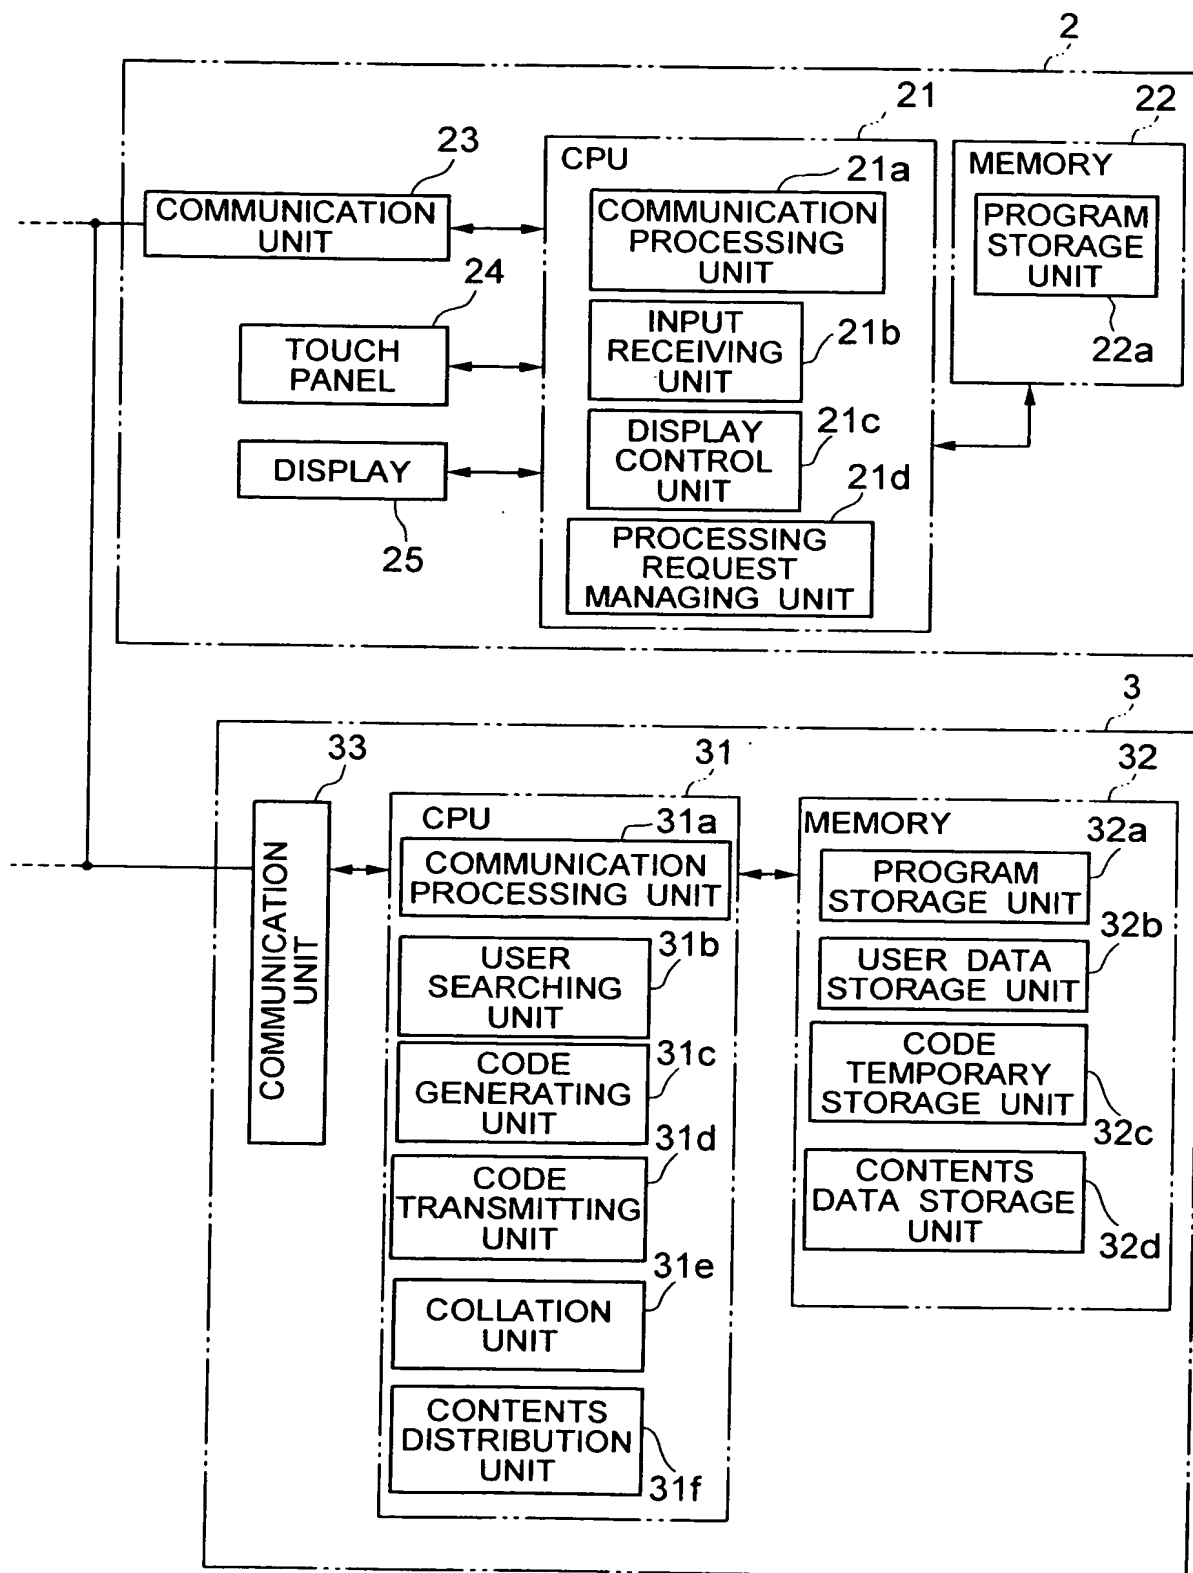 2
21
22
23
CPU
21a
MEMORY
COMMUNICATION
UNIT
COMMUNICATION
PROCESSING
UNIT
PROGRAM
STORAGE
UNIT
24
22a
TOUCH
PANEL
INPUT
RECEIVING
UNIT
21b
DISPLAY
25
DISPLAY
CONTROL
UNIT
21c
21d
PROCESSING
REQUEST
MANAGING UNIT
3
33
31
32
CPU
31a
MEMORY
32a
COMMUNICATION
UNIT
COMMUNICATION
PROCESSING UNIT
PROGRAM
STORAGE UNIT
31b
32b
USER
SEARCHING
UNIT
USER DATA
STORAGE UNIT
31c
CODE
GENERATING
UNIT
CODE
TEMPORARY
STORAGE UNIT
32c
31d
CODE
TRANSMITTING
UNIT
CONTENTS
DATA STORAGE
UNIT
32d
31e
COLLATION
UNIT
CONTENTS
DISTRIBUTION
UNIT
31f